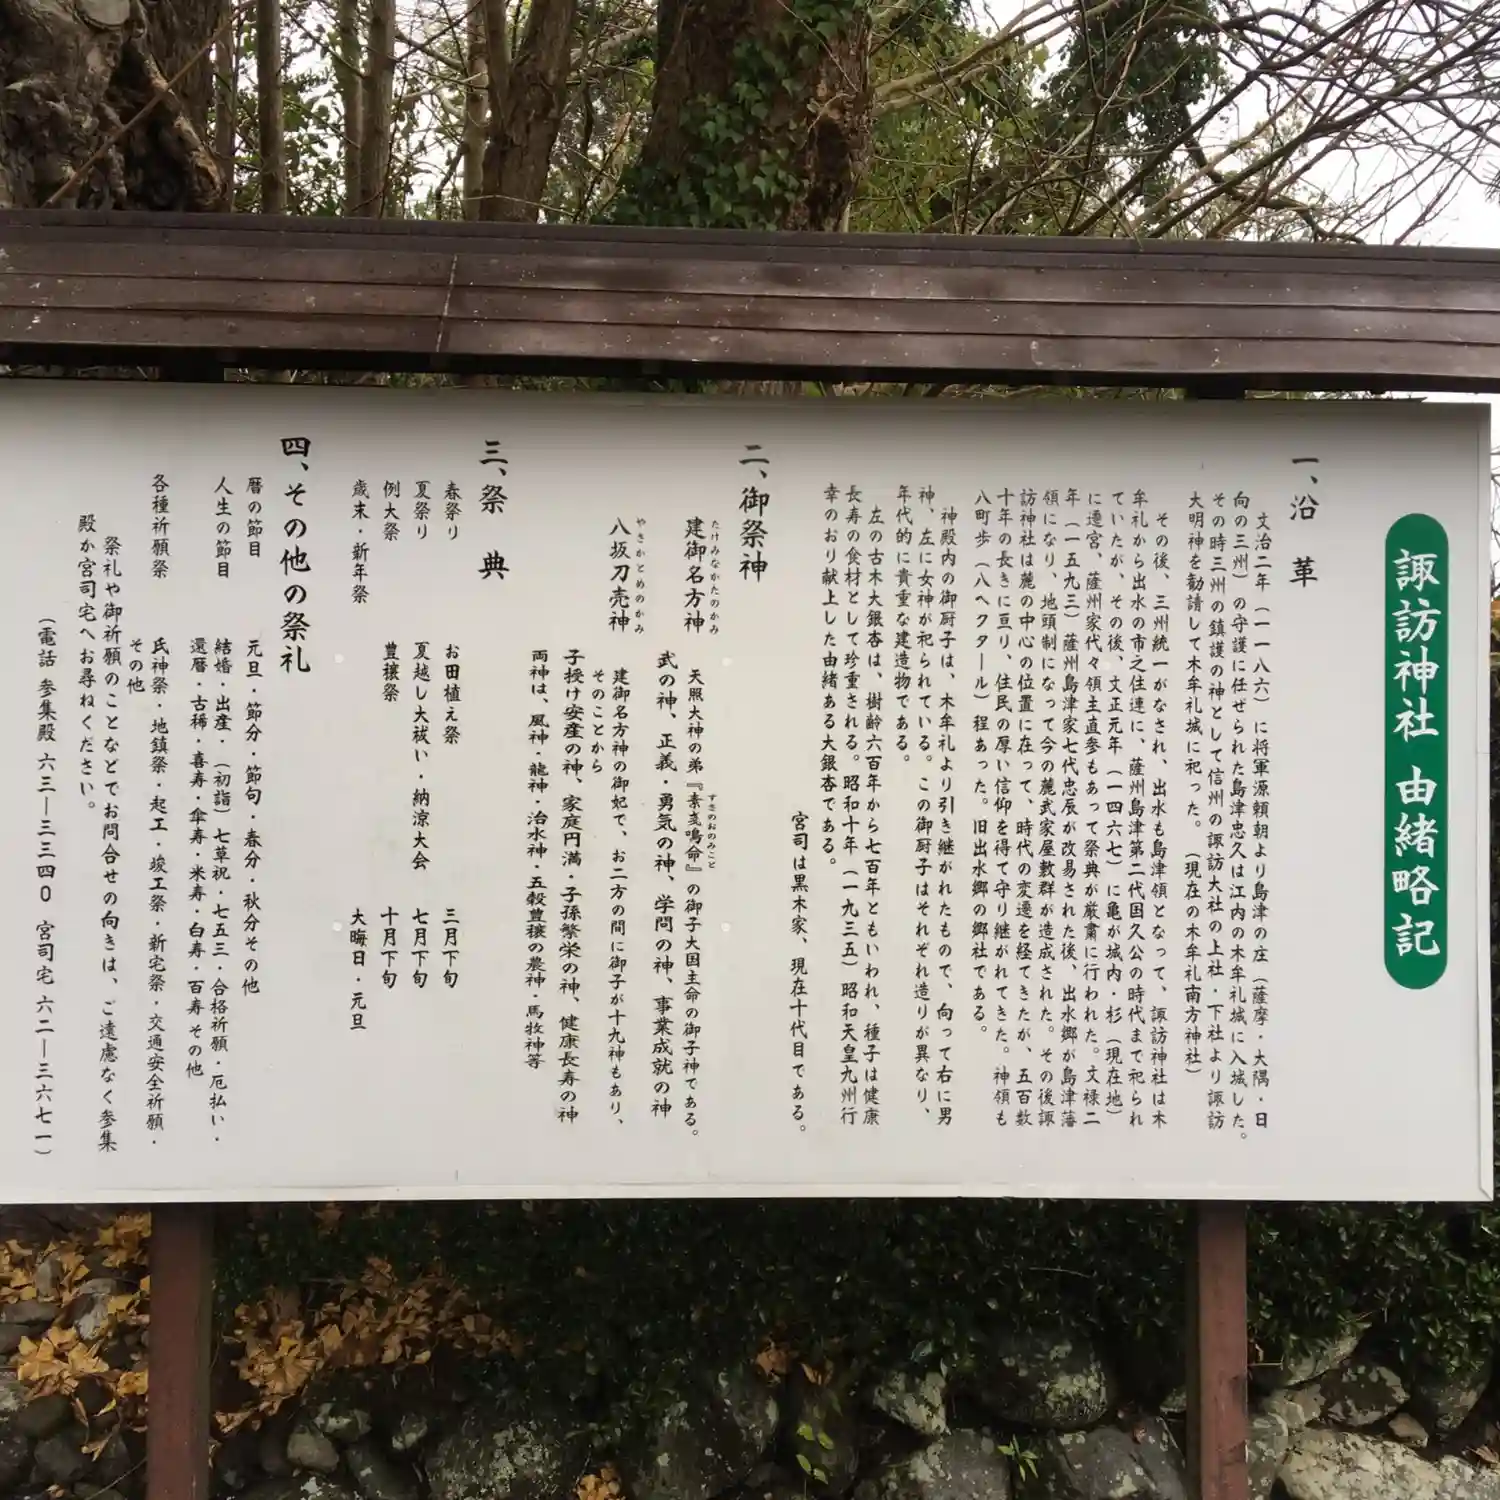 諏訪神社 由緒略記
一、沿 革
文治二年（一一八六）に将軍源頼朝より島津の庄（薩摩・大隅・日
向の三州）の守護に任ぜられた島津忠久は江内の木牟礼城に入城した。
その時三州の鎮護の神として信州の諏訪大社の上社・下社より諏訪
大明神を勧請して木牟礼城に祀った。（現在の木牟礼南方神社）
その後、三州統一がなされ、出水も島津領となって、諏訪神社は木
牟礼から出水の市之住連に、薩州島津第二代国久公の時代まで祀られ
ていたが、その後、文正元年（一四六七）に亀が城内・杉（現在地）
に遷宮、薩州家代々領主直参もあって祭典が厳粛に行われた。文禄二
年（一五九三）薩州島津家七代忠辰が改易された後、出水郷が島津藩
領になり、地頭制になって今の麓武家屋敷群が造成された。その後諏
訪神社は麓の中心の位置に在って、時代の変遷を経てきたが、五百数
十年の長きに亘り、住民の厚い信仰を得て守り継がれてきた。神領も
八町歩（八ヘクタール）程あった。旧出水郷の郷社である。
神殿内の御厨子は、木牟礼より引き継がれたもので、向って右に男
神、左に女神が祀られている。この御厨子はそれぞれ造りが異なり、
年代的に貴重な建造物である。
左の古木大銀杏は、樹齢六百年から七百年ともいわれ、種子は健康
長寿の食材として珍重される。昭和十年（一九三五）昭和天皇九州行
幸のおり献上した由緒ある大銀杏である。
宮司は黒木家、現在十代目である。
二、御祭神
たけみなかたのかみ
建御名方神
すさのおのみこと
天照大神の弟『素戔嗚命』の御子大国主命の御子神である。
武の神、正義・勇気の神、学問の神、事業成就の神
やさかとめのかみ
八坂刀売神
建御名方神の御妃で、お二方の間に御子が十九神もあり、
そのことから
子授け安産の神、家庭円満・子孫繁栄の神、健康長寿の神
両神は、風神・龍神・治水神・五穀豊穣の農神・馬牧神等
三、祭 典
春祭り お田植え祭 三月下旬
夏祭り 夏越し大祓い・納涼大会 七月下旬
例大祭 豊穣祭 十月下旬
歳末・新年祭 大晦日・元旦
四、その他の祭礼
暦の節目 元旦・節分・節句・春分・秋分その他
人生の節目 結婚・出産・（初詣）七草祝・七五三・合格祈願・厄払い・
還暦・古稀・喜寿・傘寿・米寿・白寿・百寿その他
各種祈願祭 氏神祭・地鎮祭・起工・竣工祭・新宅祭・交通安全祈願・
その他
祭礼や御祈願のことなどでお問合せの向きは、ご遠慮なく参集
殿か宮司宅へお尋ねください。
（電話 参集殿 六三―三三四〇 宮司宅 六二―三六七一）